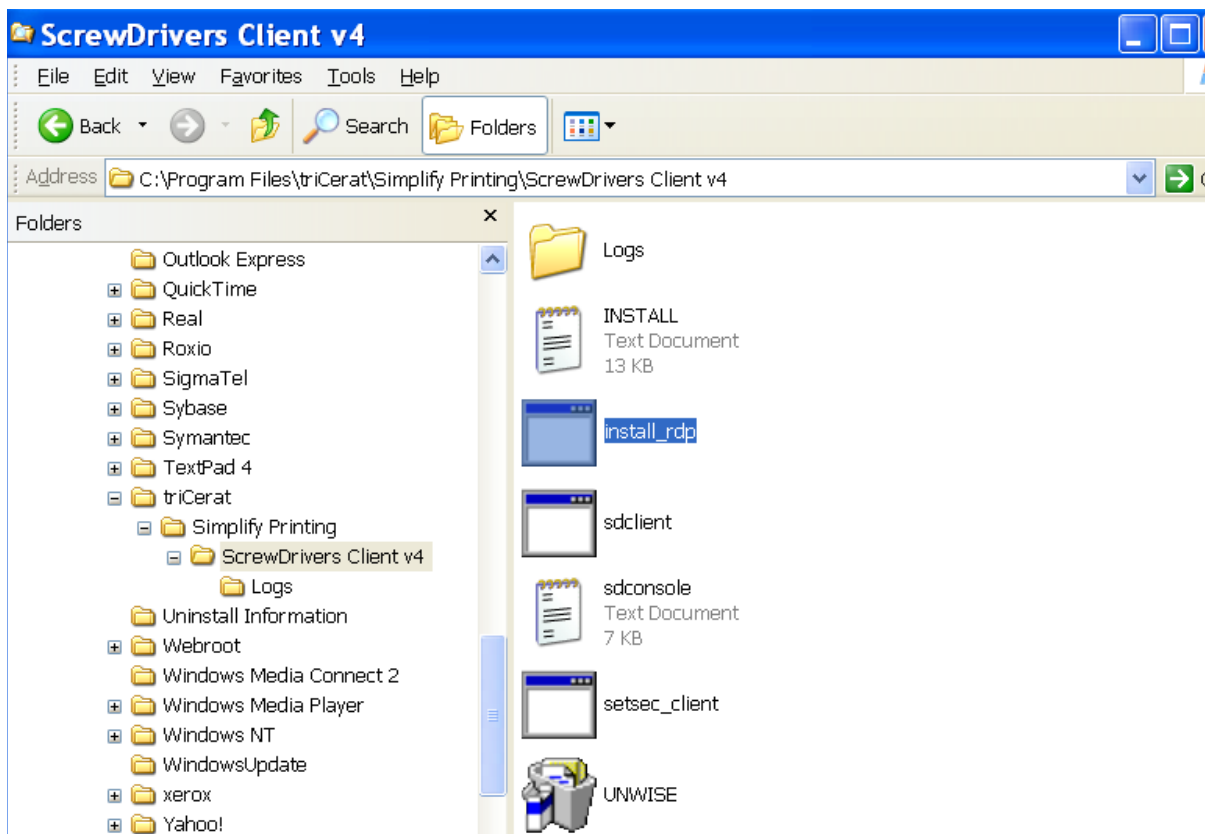 ScrewDrivers Client v4
File Edit View Favorites Tools Help
Back Search Folders
Address C:\Program Files\triCerat\Simplify Printing\ScrewDrivers Client v4
Folders
Outlook Express
QuickTime
Real
Roxio
SigmaTel
Sybase
Symantec
TextPad 4
triCerat
Simplify Printing
ScrewDrivers Client v4
Logs
Uninstall Information
Webroot
Windows Media Connect 2
Windows Media Player
Windows NT
WindowsUpdate
xerox
Yahoo!
Logs
INSTALL
Text Document
13 KB
install_rdp
sdclient
sdconsole
Text Document
7 KB
setsec_client
UNWISE